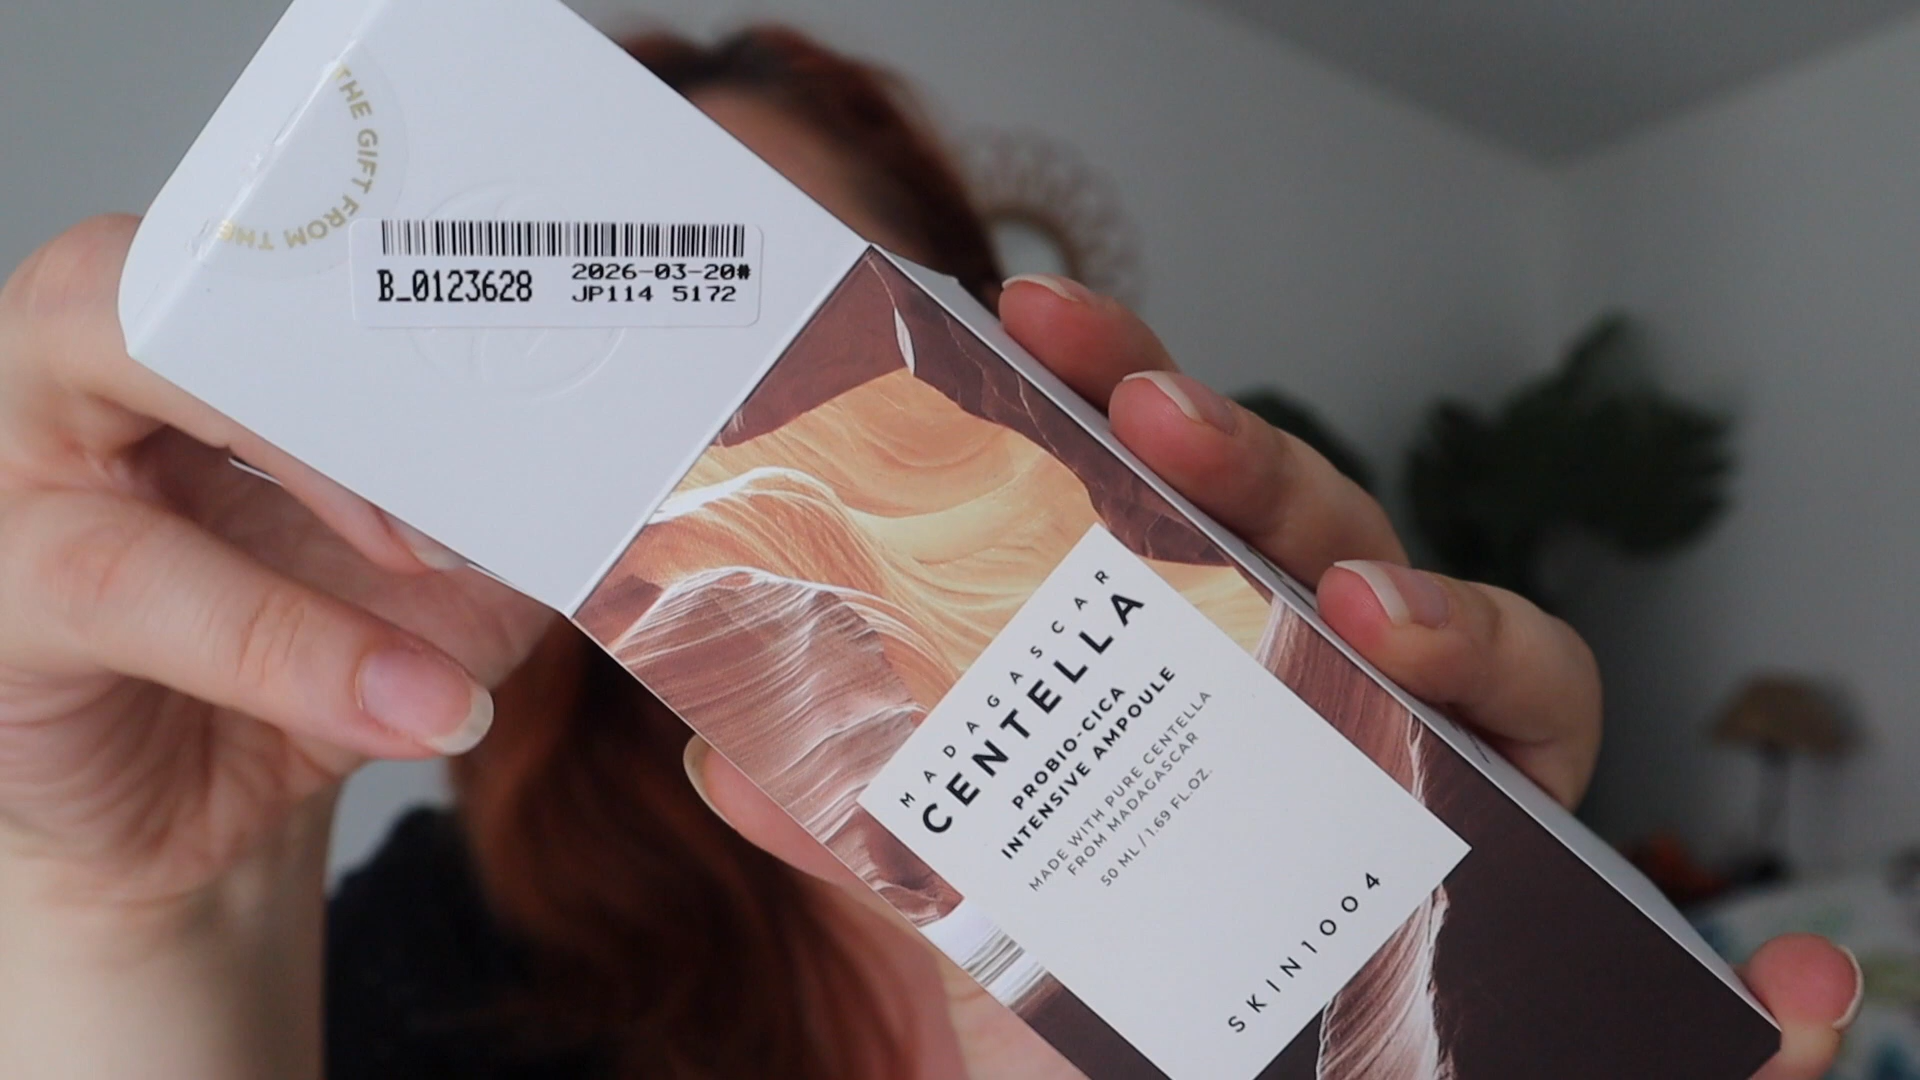 THE GIFT FROM THE
B_0123628
2026-03-20#
JP114 5172
MADAGASCAR
CENTELLA
PROBIO-CICA
INTENSIVE AMPOULE
MADE WITH PURE CENTELLA
FROM MADAGASCAR
50 ML / 1.69 FL.OZ.
SKIN1004